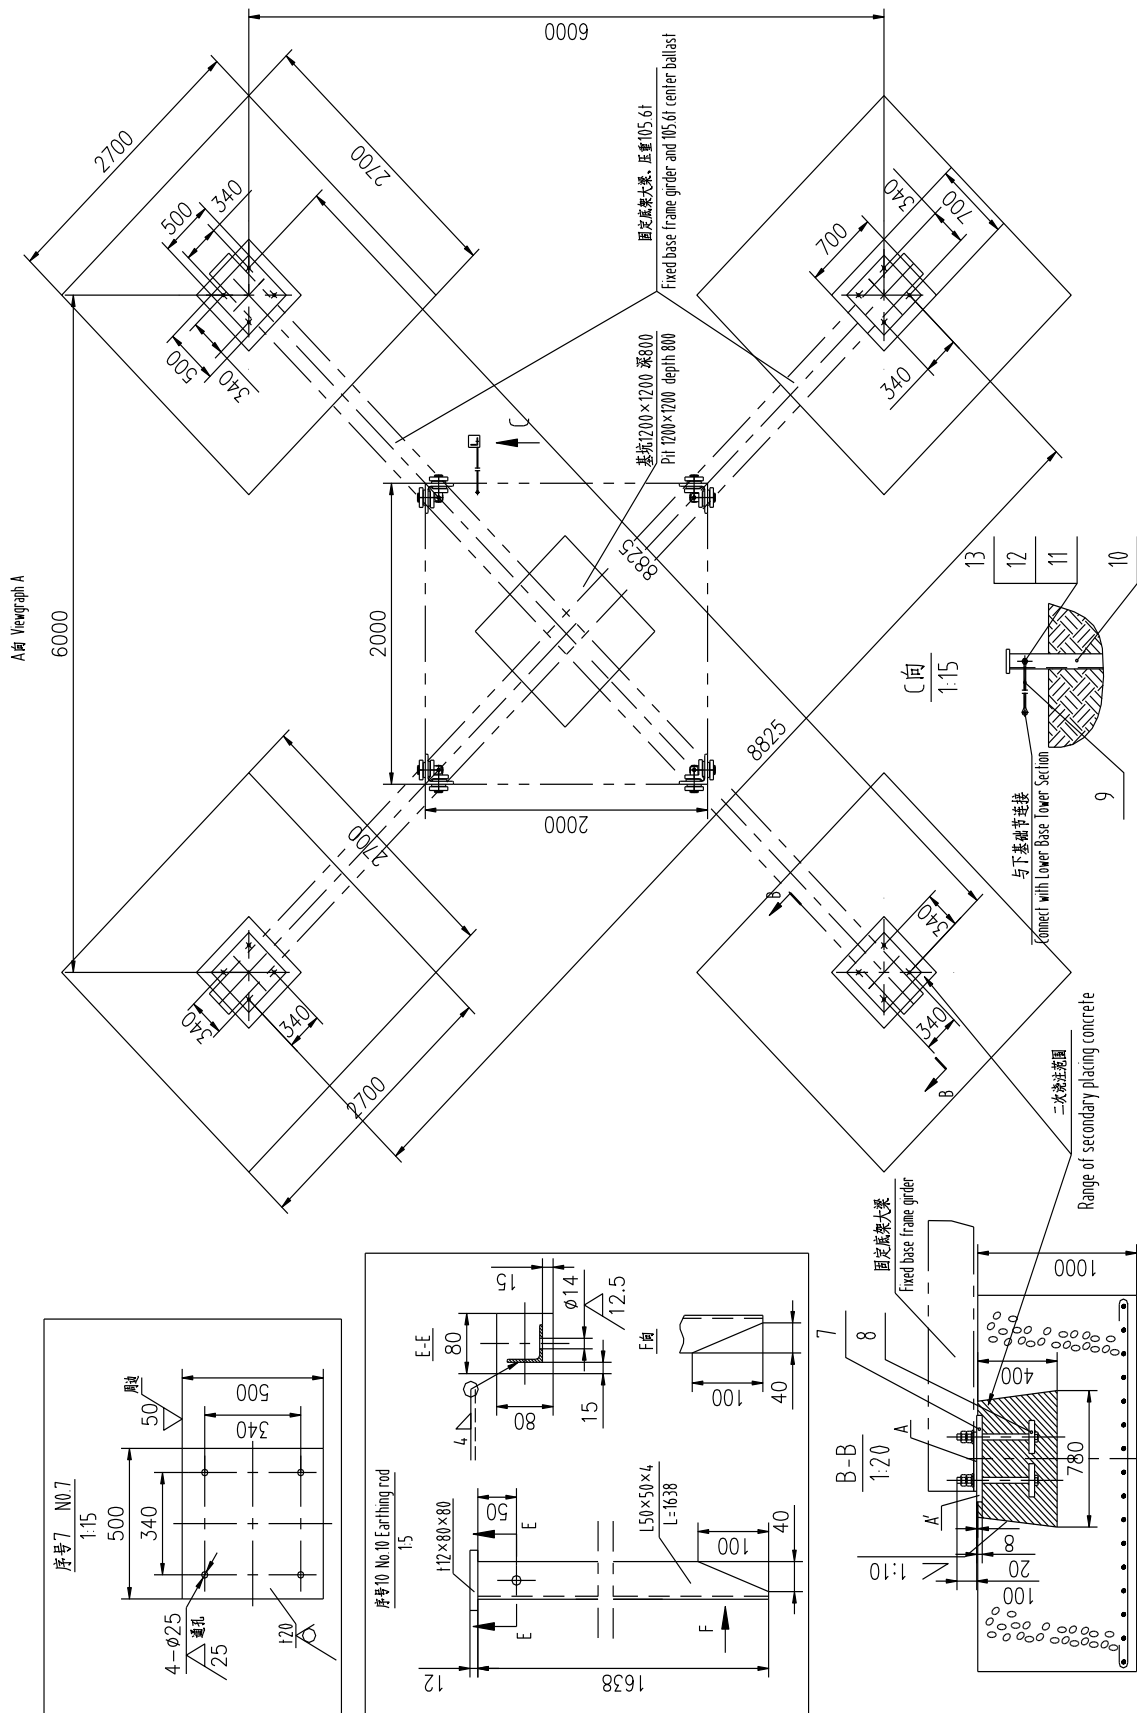 A向 Viewgraph A
6000
6000
2700
2700
500
340
500
340
固定底架大梁、压重105.6t
Fixed base frame girder and 105.6t center ballast
基坑1200×1200 深800
Pit 1200×1200 depth 800
C
2000
2000
8825
8825
700
340
700
340
2700
2700
340
340
340
340
B
B
C向
1:15
13
12
11
10
9
与下基础节连接
Connect with Lower Base Tower Section
二次浇注范围
Range of secondary placing concrete
序号7 NO.7
1:15
500
340
500
340
50
周边
4-Ø25
通孔
25
t20
序号10 No.10 Earthing rod
1:5
t12×80×80
50
E
E
L50×50×4
L=1638
100
40
F
12
1638
E-E
80
80
15
15
Ø14
12.5
4
F向
100
40
固定底架大梁
Fixed base frame girder
7
8
B-B
1:20
A
A'
1:10
1000
400
780
8
20
100